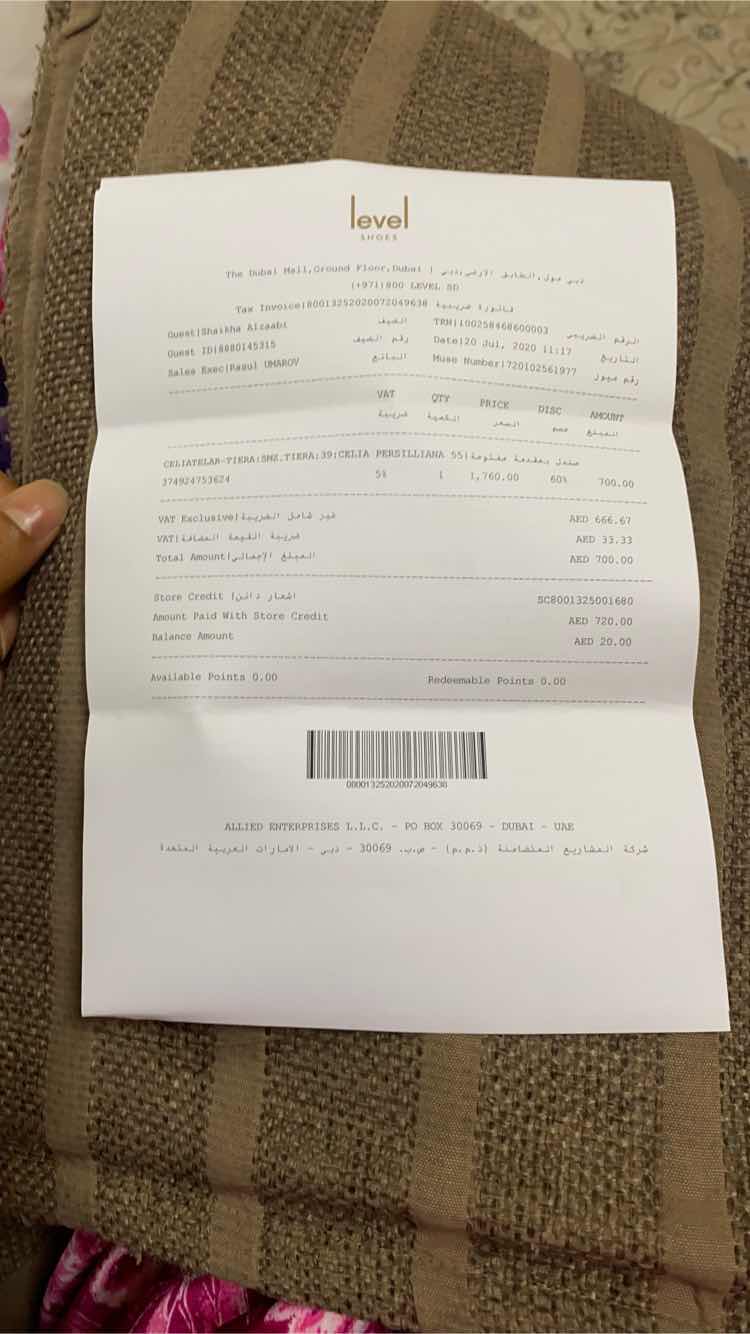 level
SHOES
The Dubai Mall,Ground Floor,Dubai | دبي مول,الطابق الارضي,دبي
(+971)800 LEVEL SD
Tax Invoice|80013252020072049638 فاتورة ضريبية
Guest|Shaikha Alzaabi الضيف TRN|100258468600003 الرقم الضريبي
Guest ID|8080145315 رقم الضيف Date|20 Jul, 2020 11:17 التاريخ
Sales Exec|Rasul UMAROV البائع Muse Number|720102561977 رقم ميوز
VAT QTY PRICE DISC AMOUNT
ضريبة الكمية السعر خصم المبلغ
CELIATELAR-TIERA:SMZ,TIERA:39:CELIA PERSILLIANA 55|صندل بمقدمة مفتوحة
374924753624 5% 1 1,760.00 60% 700.00
VAT Exclusive|غير شامل الضريبة AED 666.67
VAT|ضريبة القيمة المضافة AED 33.33
Total Amount|المبلغ الإجمالي AED 700.00
Store Credit |اشعار دائن SC8001325001680
Amount Paid With Store Credit AED 720.00
Balance Amount AED 20.00
Available Points 0.00 Redeemable Points 0.00
80013252020072049638
ALLIED ENTERPRISES L.L.C. - PO BOX 30069 - DUBAI - UAE
شركة المشاريع المتضامنة (ذ.م.م) - ص.ب. 30069 - دبي - الامارات العربية المتحدة